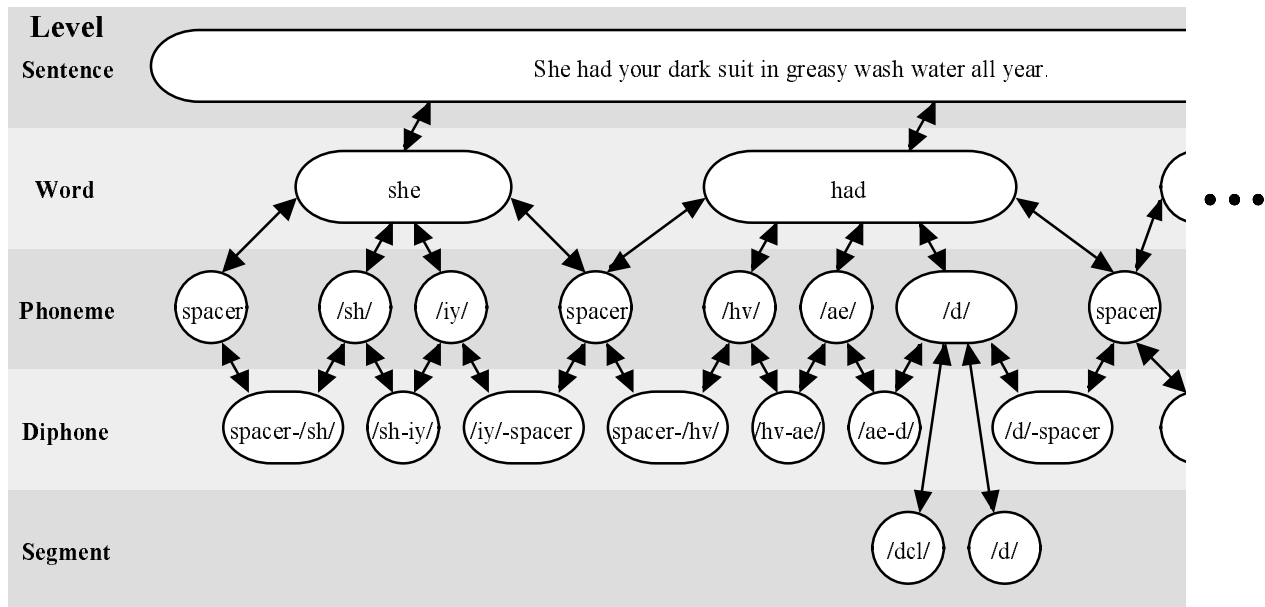 Level
Sentence She had your dark suit in greasy wash water all year.
Word she had ...
Phoneme spacer /sh/ /iy/ spacer /hv/ /ae/ /d/ spacer
Diphone spacer-/sh/ /sh-iy/ /iy/-spacer spacer-/hv/ /hv-ae/ /ae-d/ /d/-spacer
Segment /dcl/ /d/